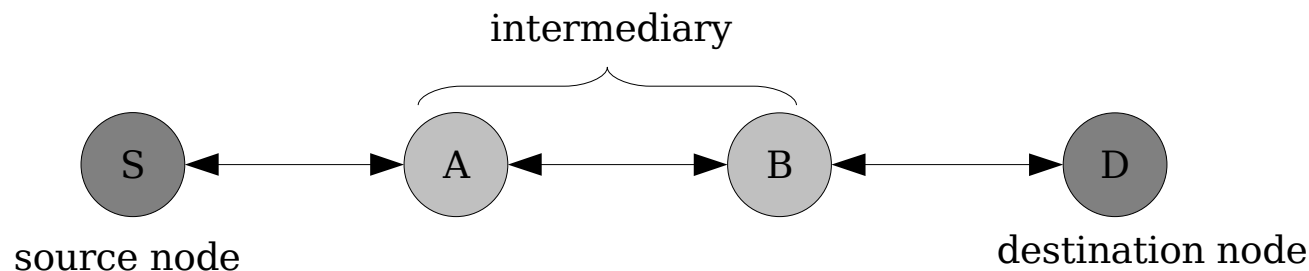 intermediary
S
A
B
D
source node
destination node